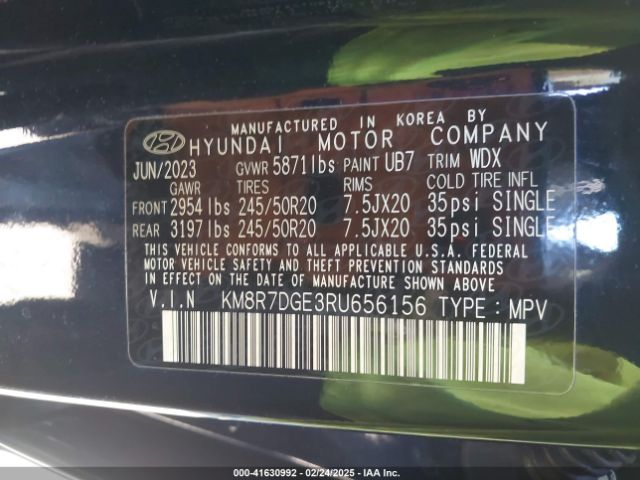 MANUFACTURED IN KOREA BY
HYUNDAI MOTOR COMPANY
JUN/2023 GVWR 5871lbs PAINT UB7 TRIM WDX
GAWR TIRES RIMS COLD TIRE INFL
FRONT 2954 lbs 245/50R20 7.5JX20 35psi SINGLE
REAR 3197 lbs 245/50R20 7.5JX20 35psi SINGLE
THIS VEHICLE CONFORMS TO ALL APPLICABLE U.S.A. FEDERAL
MOTOR VEHICLE SAFETY, BUMPER, AND THEFT PREVENTION
STANDARDS IN EFFECT ON THE DATE OF MANUFACTURE SHOWN ABOVE
V.I.N KM8R7DGE3RU656156 TYPE : MPV
000-41630992 - 02/24/2025 - IAA Inc.